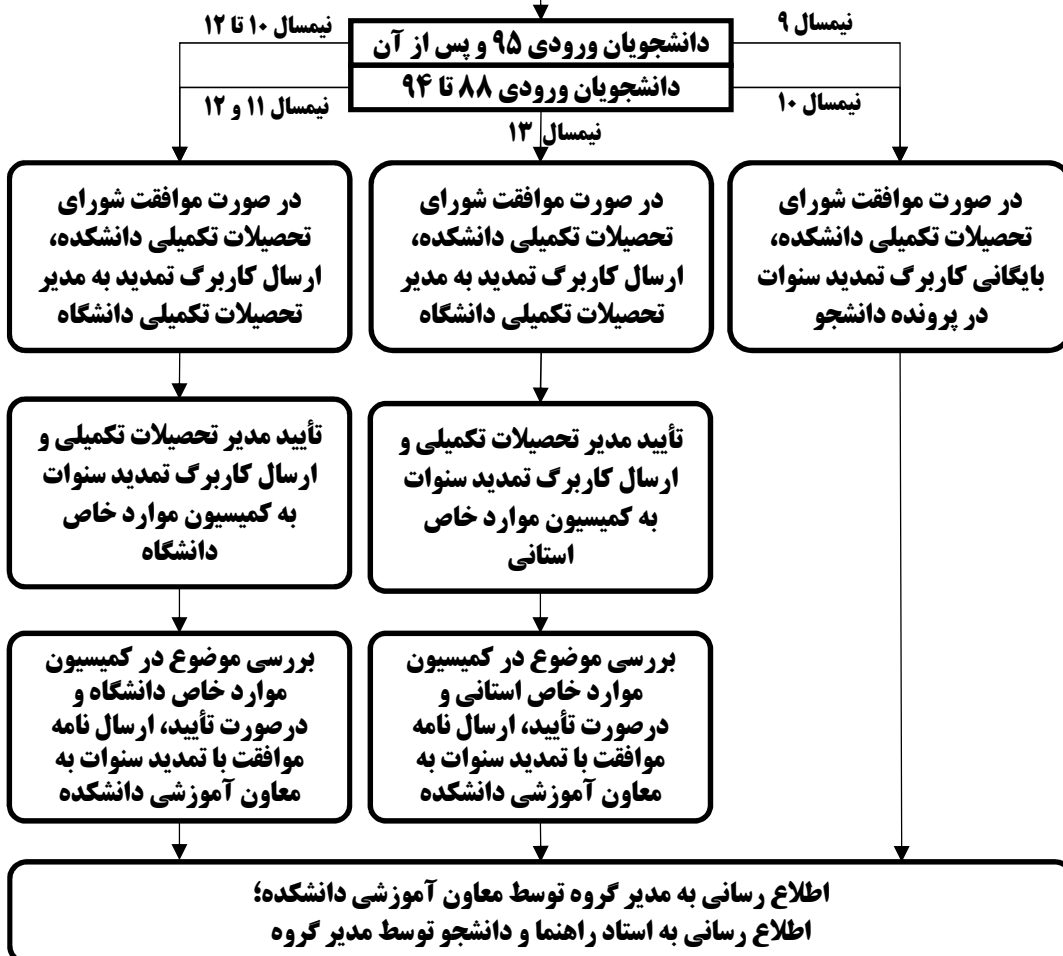 نیمسال ۹
دانشجویان ورودی ۹۵ و پس از آن
نیمسال ۱۰ تا ۱۲
نیمسال ۱۰
دانشجویان ورودی ۸۸ تا ۹۴
نیمسال ۱۱ و ۱۲
نیمسال ۱۳
در صورت موافقت شورای
تحصیلات تکمیلی دانشکده،
بایگانی کاربرگ تمدید سنوات
در پرونده دانشجو
در صورت موافقت شورای
تحصیلات تکمیلی دانشکده،
ارسال کاربرگ تمدید به مدیر
تحصیلات تکمیلی دانشگاه
در صورت موافقت شورای
تحصیلات تکمیلی دانشکده،
ارسال کاربرگ تمدید به مدیر
تحصیلات تکمیلی دانشگاه
تأیید مدیر تحصیلات تکمیلی و
ارسال کاربرگ تمدید سنوات
به کمیسیون موارد خاص
استانی
تأیید مدیر تحصیلات تکمیلی و
ارسال کاربرگ تمدید سنوات
به کمیسیون موارد خاص
دانشگاه
بررسی موضوع در کمیسیون
موارد خاص استانی و
درصورت تأیید، ارسال نامه
موافقت با تمدید سنوات به
معاون آموزشی دانشکده
بررسی موضوع در کمیسیون
موارد خاص دانشگاه و
درصورت تأیید، ارسال نامه
موافقت با تمدید سنوات به
معاون آموزشی دانشکده
اطلاع رسانی به مدیر گروه توسط معاون آموزشی دانشکده؛
اطلاع رسانی به استاد راهنما و دانشجو توسط مدیر گروه